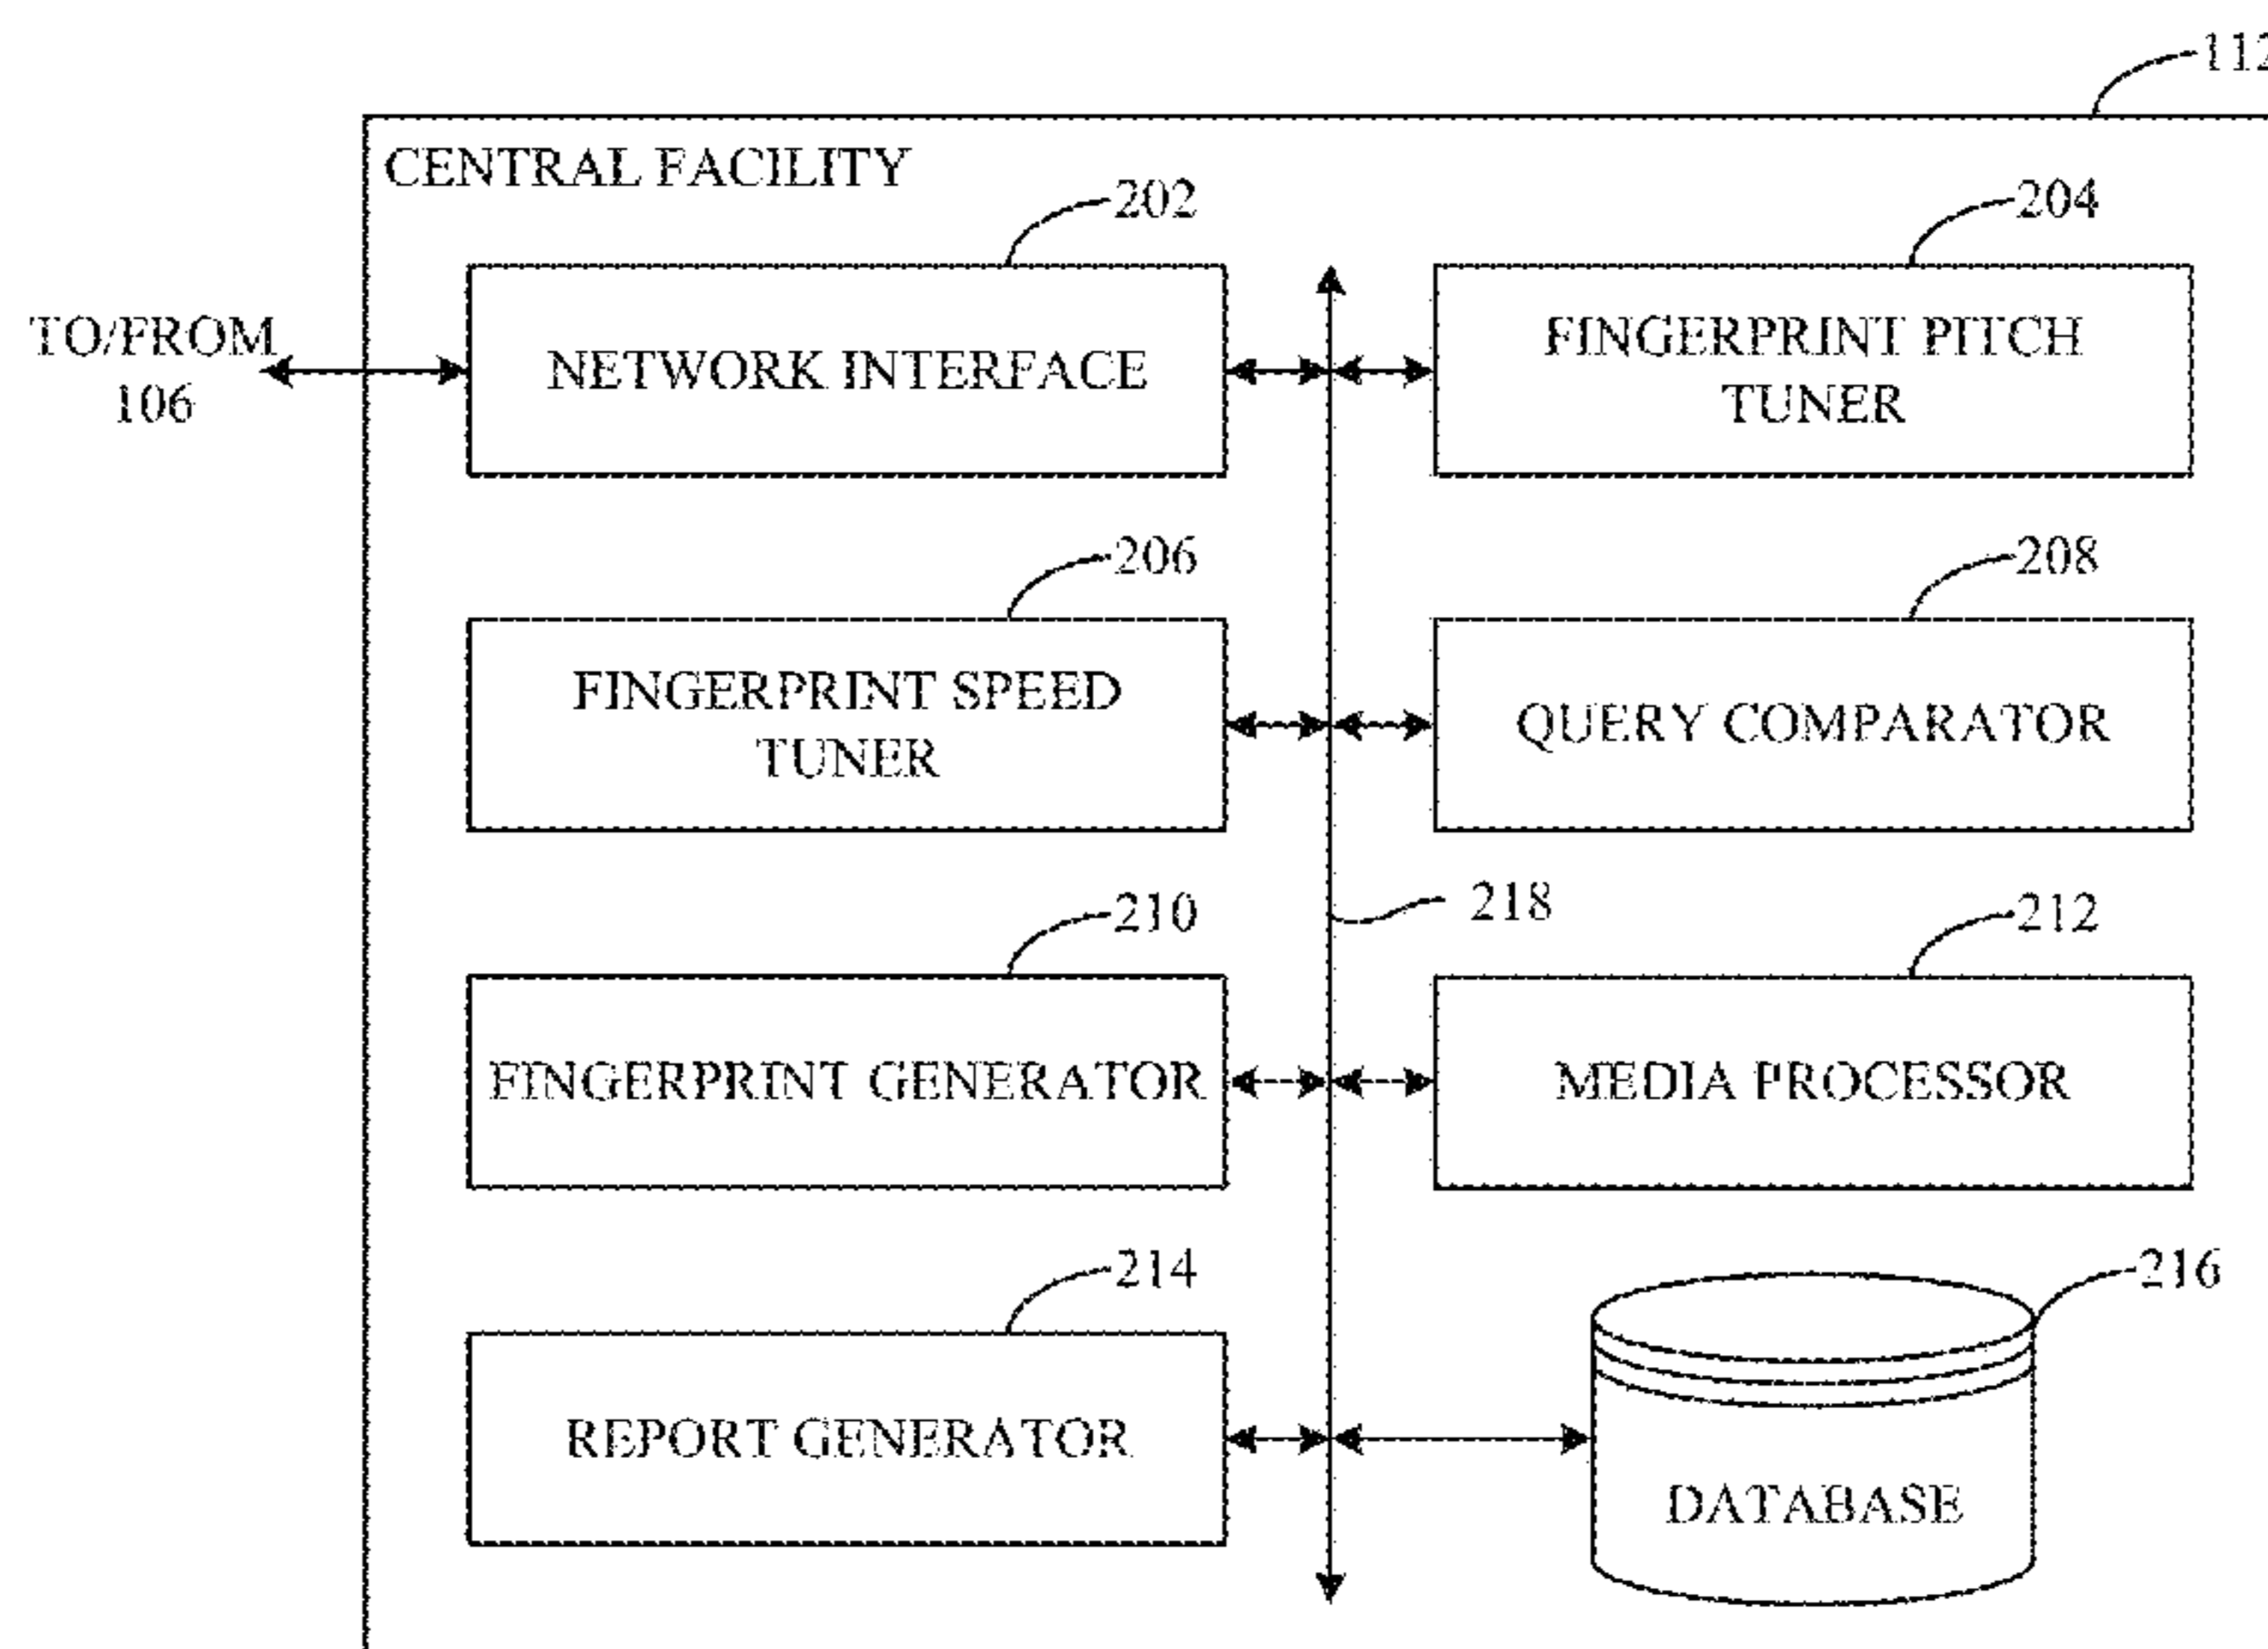 112
CENTRAL FACILITY
202
204
TO/FROM
106
NETWORK INTERFACE
FINGERPRINT PITCH
TUNER
206
208
FINGERPRINT SPEED
TUNER
QUERY COMPARATOR
210
218
212
FINGERPRINT GENERATOR
MEDIA PROCESSOR
214
216
REPORT GENERATOR
DATABASE